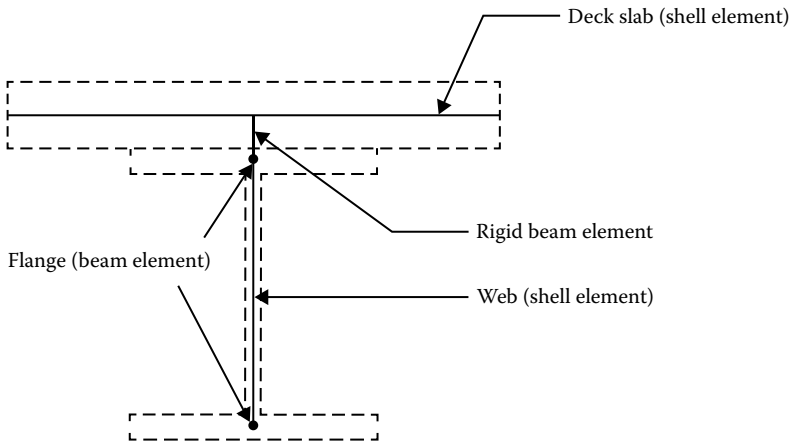 Deck slab (shell element)
Rigid beam element
Flange (beam element)
Web (shell element)